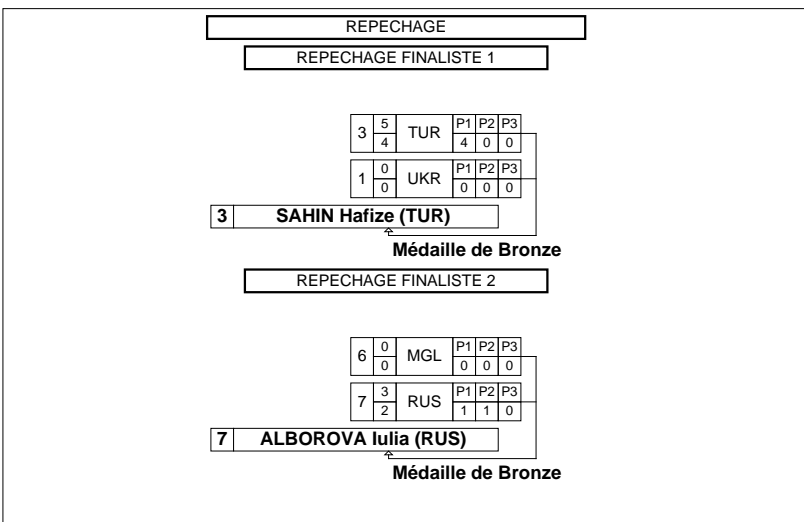 REPECHAGE
REPECHAGE FINALISTE 1
3 5 TUR P1 P2 P3
4 4 0 0
1 0 UKR P1 P2 P3
0 0 0 0
3 SAHIN Hafize (TUR)
Médaille de Bronze
REPECHAGE FINALISTE 2
6 0 MGL P1 P2 P3
0 0 0 0
7 3 RUS P1 P2 P3
2 1 1 0
7 ALBOROVA Iulia (RUS)
Médaille de Bronze